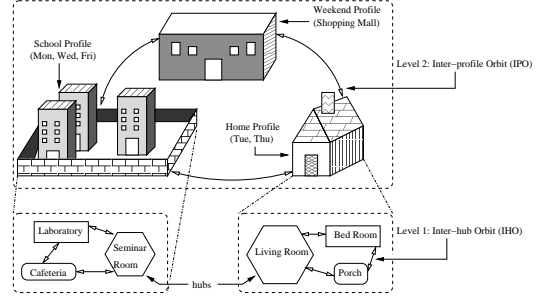 Weekend Profile
(Shopping Mall)
School Profile
(Mon, Wed, Fri)
Level 2: Inter-profile Orbit (IPO)
Home Profile
(Tue, Thu)
Laboratory
Seminar
Room
Cafeteria
hubs
Living Room
Bed Room
Porch
Level 1: Inter-hub Orbit (IHO)